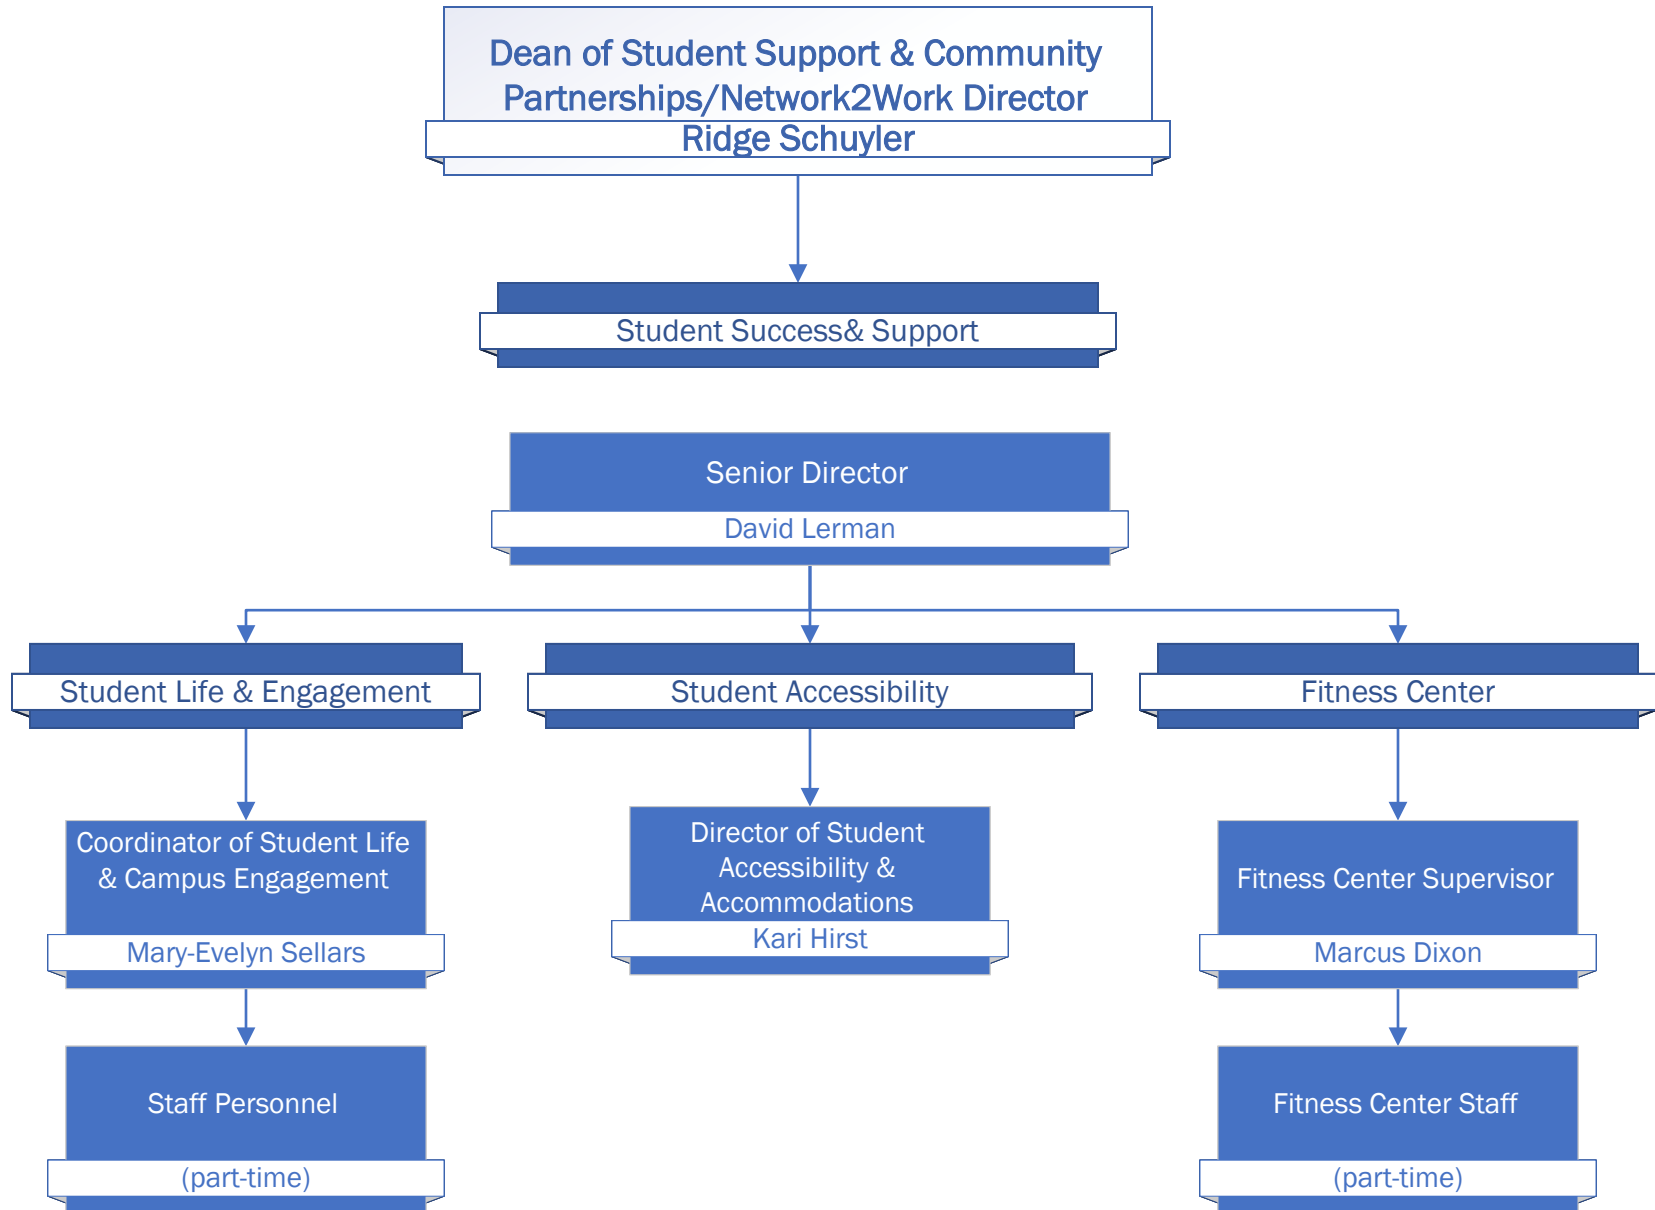 Dean of Student Support & Community
Partnerships/Network2Work Director
Ridge Schuyler
Student Success& Support
Senior Director
David Lerman
Student Life & Engagement
Student Accessibility
Fitness Center
Coordinator of Student Life
& Campus Engagement
Mary-Evelyn Sellars
Director of Student
Accessibility &
Accommodations
Kari Hirst
Fitness Center Supervisor
Marcus Dixon
Staff Personnel
(part-time)
Fitness Center Staff
(part-time)